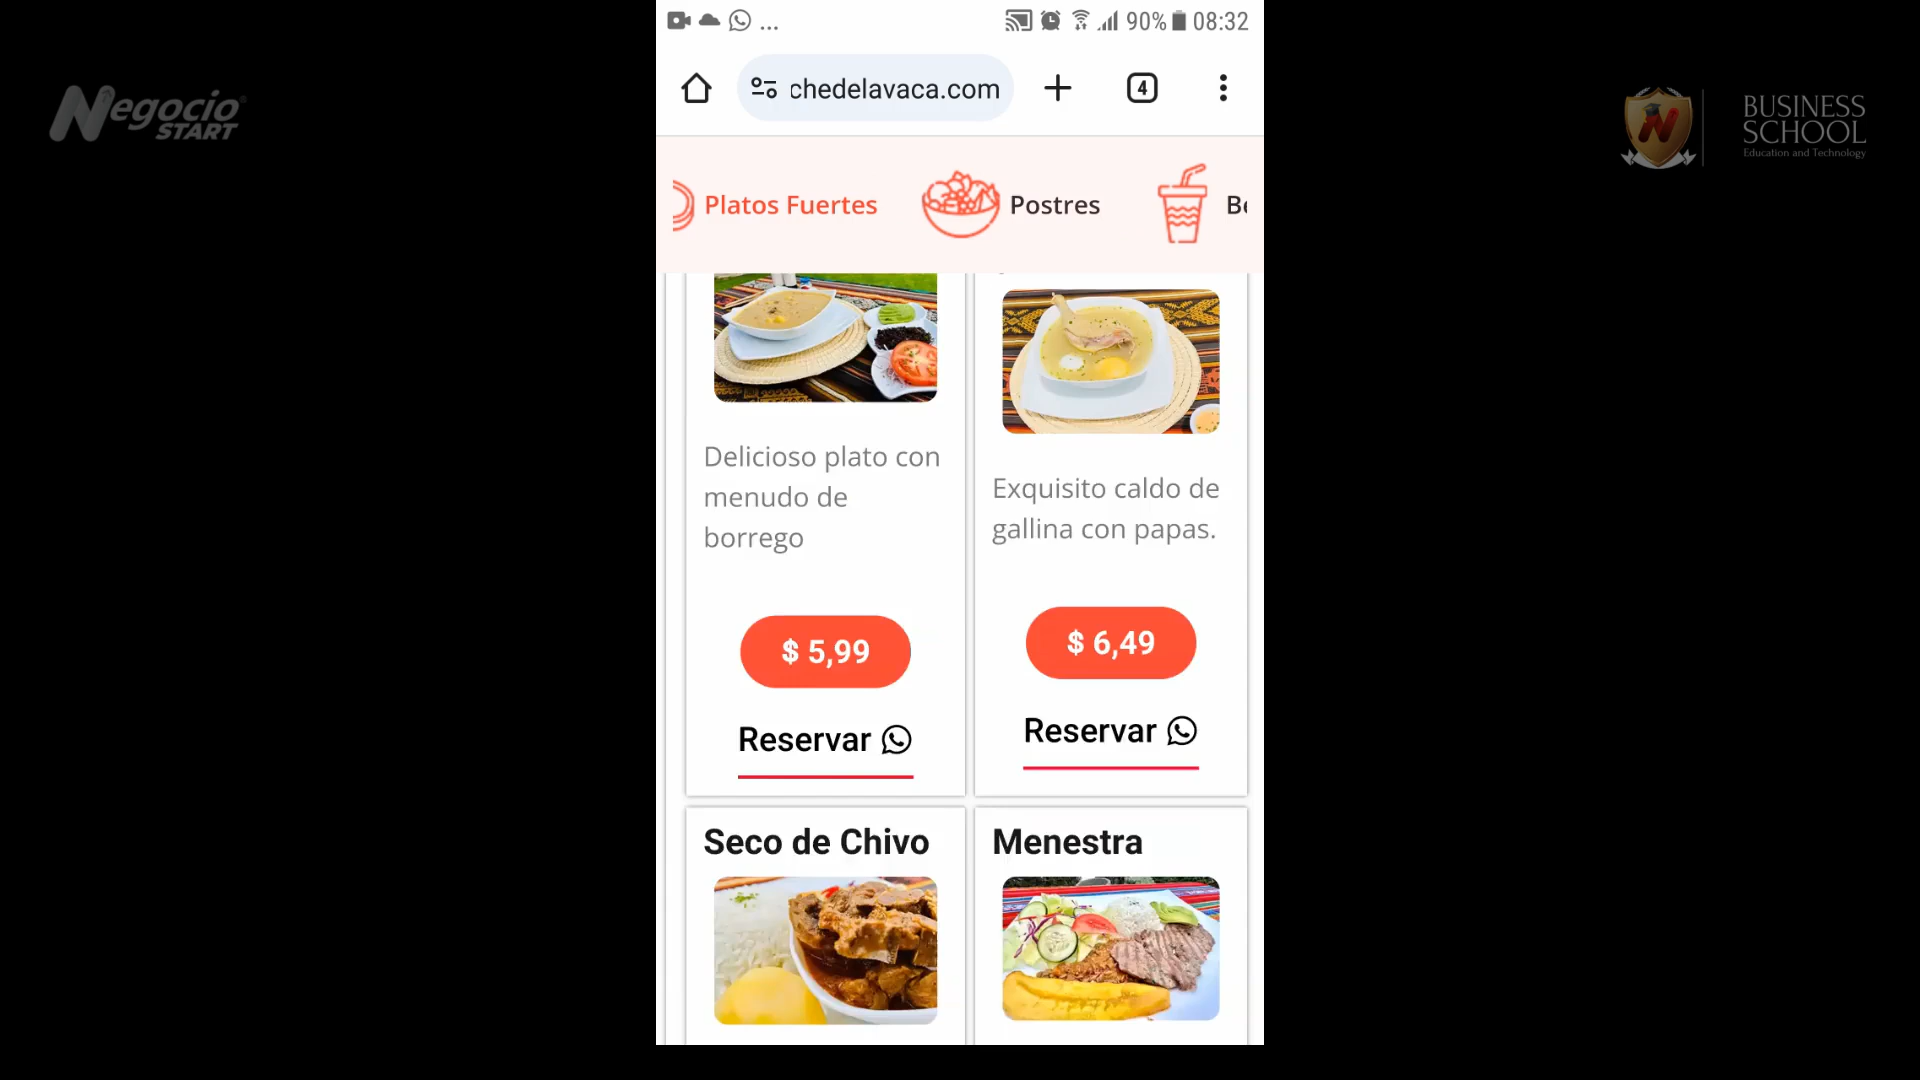 Negocio
START
BUSINESS
SCHOOL
Education and Technology
...
90%
08:32
chedelavaca.com
4
Platos Fuertes
Postres
Delicioso plato con
menudo de
borrego
$ 5,99
Reservar
Exquisito caldo de
gallina con papas.
$ 6,49
Reservar
Seco de Chivo
Menestra